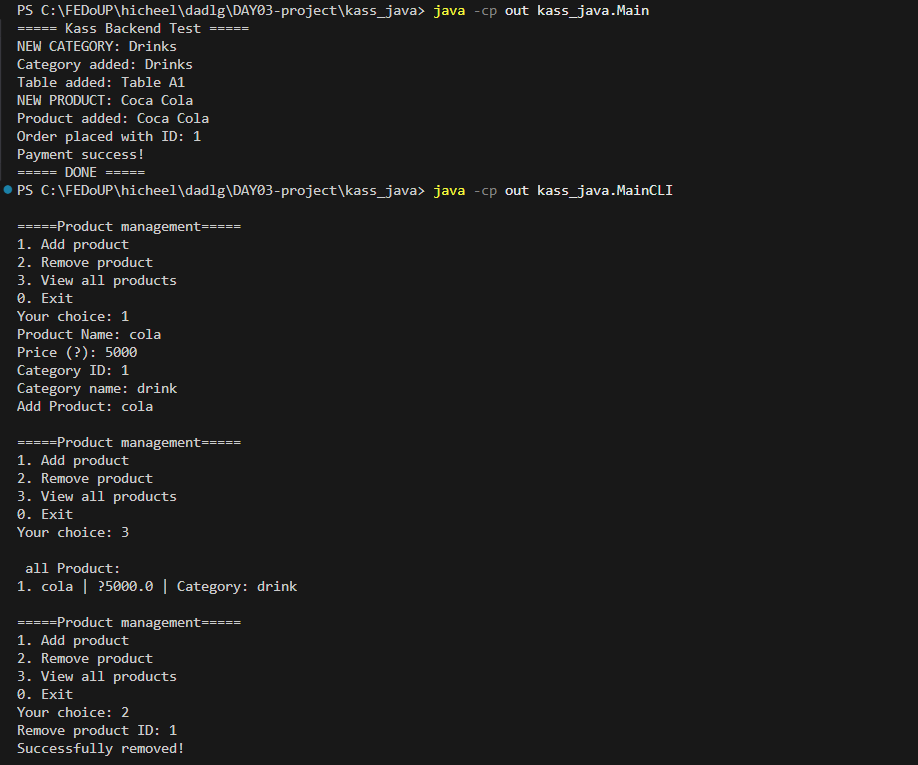 PS C:\FEDoUP\hicheel\dadlg\DAY03-project\kass_java> java -cp out kass_java.Main
===== Kass Backend Test =====
NEW CATEGORY: Drinks
Category added: Drinks
Table added: Table A1
NEW PRODUCT: Coca Cola
Product added: Coca Cola
Order placed with ID: 1
Payment success!
===== DONE =====
PS C:\FEDoUP\hicheel\dadlg\DAY03-project\kass_java> java -cp out kass_java.MainCLI
=====Product management=====
1. Add product
2. Remove product
3. View all products
0. Exit
Your choice: 1
Product Name: cola
Price (?): 5000
Category ID: 1
Category name: drink
Add Product: cola
=====Product management=====
1. Add product
2. Remove product
3. View all products
0. Exit
Your choice: 3
all Product:
1. cola | ?5000.0 | Category: drink
=====Product management=====
1. Add product
2. Remove product
3. View all products
0. Exit
Your choice: 2
Remove product ID: 1
Successfully removed!